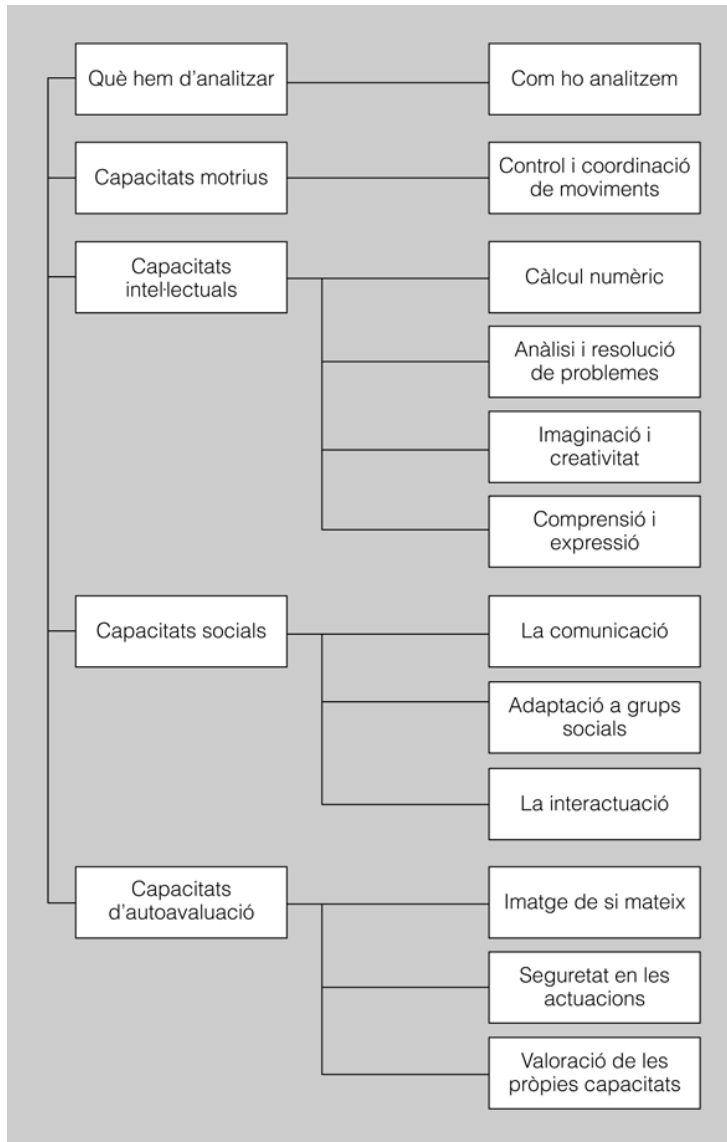 Què hem d'analitzar
Com ho analitzem
Capacitats motrius
Control i coordinació
de moviments
Capacitats
intel·lectuals
Càlcul numèric
Anàlisi i resolució
de problemes
Imaginació i
creativitat
Comprensió i
expressió
Capacitats socials
La comunicació
Adaptació a grups
socials
La interactuació
Capacitats
d'autoavaluació
Imatge de si mateix
Seguretat en les
actuacions
Valoració de les
pròpies capacitats